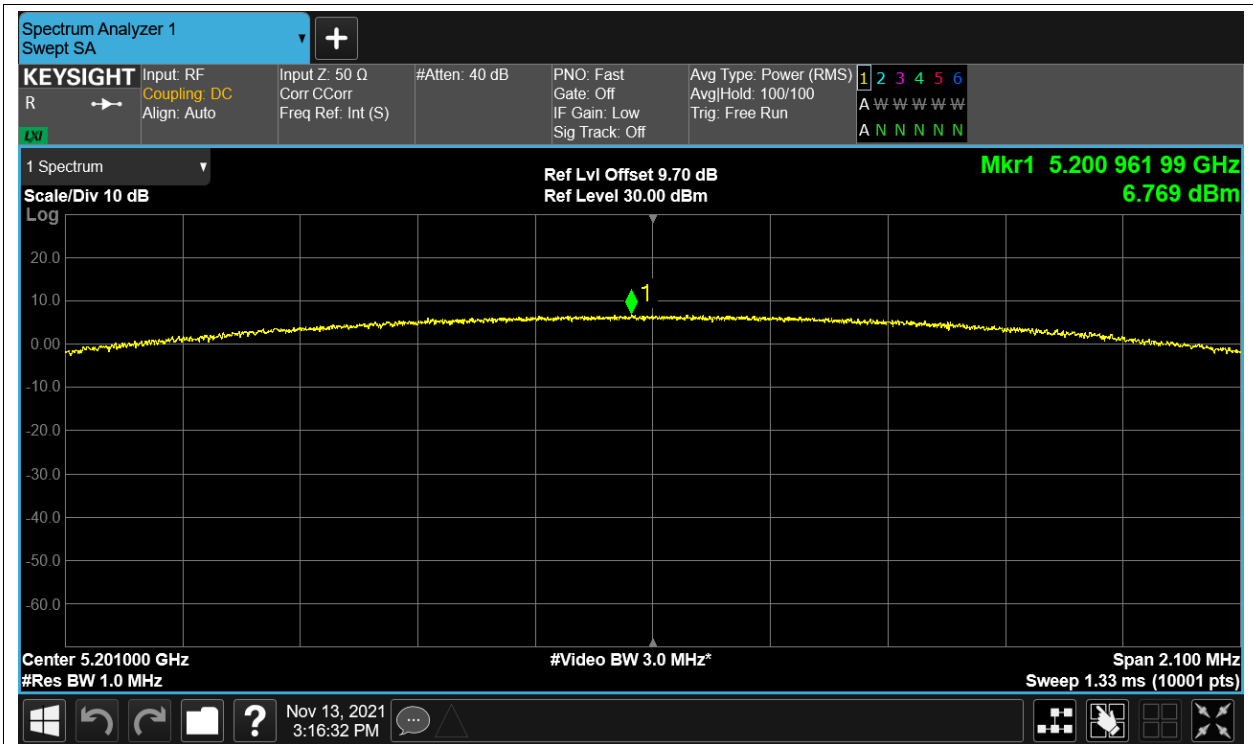 Spectrum Analyzer 1
Swept SA
+
KEYSIGHT
R
LXI
Input: RF
Coupling: DC
Align: Auto
Input Z: 50 Ω
Corr CCorr
Freq Ref: Int (S)
#Atten: 40 dB
PNO: Fast
Gate: Off
IF Gain: Low
Sig Track: Off
Avg Type: Power (RMS)
Avg|Hold: 100/100
Trig: Free Run
1 2 3 4 5 6
A W W W W W
A N N N N N
1 Spectrum
Scale/Div 10 dB
Log
Ref Lvl Offset 9.70 dB
Ref Level 30.00 dBm
Mkr1 5.200 961 99 GHz
6.769 dBm
20.0
10.0
0.00
-10.0
-20.0
-30.0
-40.0
-50.0
-60.0
1
Center 5.201000 GHz
#Res BW 1.0 MHz
#Video BW 3.0 MHz*
Span 2.100 MHz
Sweep 1.33 ms (10001 pts)
?
Nov 13, 2021
3:16:32 PM